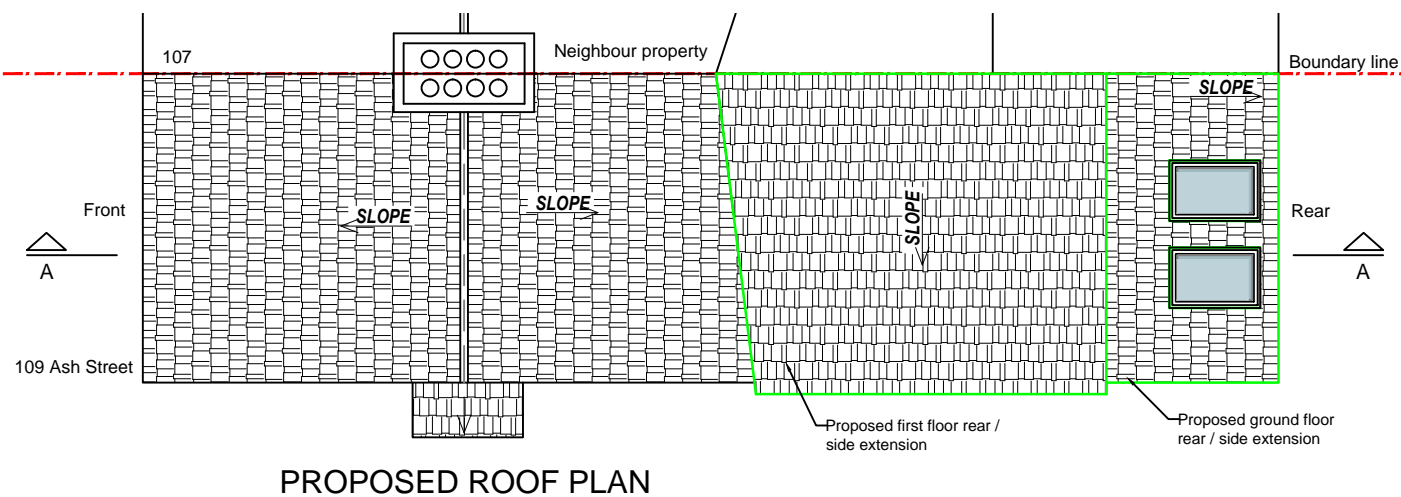 107
Neighbour property
Boundary line
SLOPE
Front
SLOPE
SLOPE
SLOPE
Rear
A
A
109 Ash Street
Proposed first floor rear /
side extension
Proposed ground floor
rear / side extension
PROPOSED ROOF PLAN